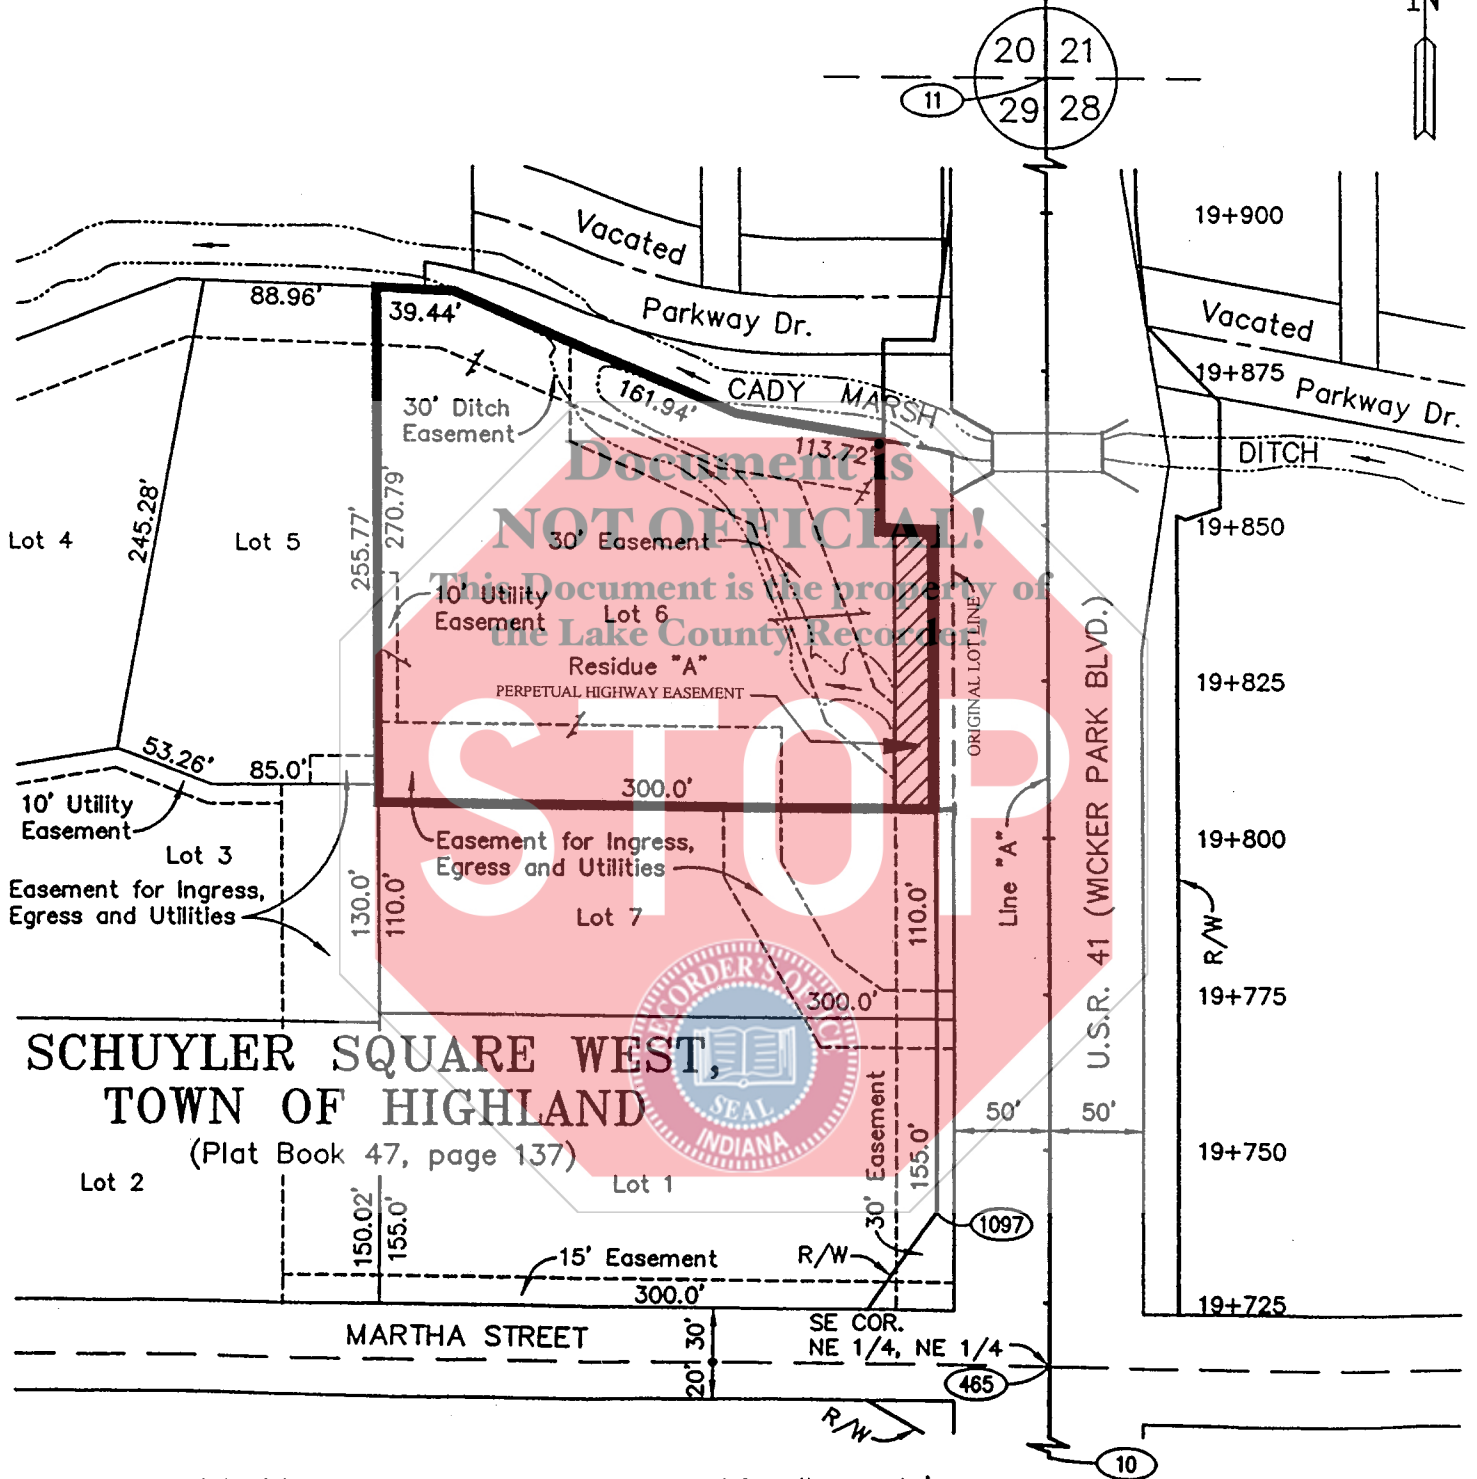 N
20 21
11
29 28
19+900
Vacated
88.96'
39.44'
Parkway Dr.
Vacated
19+875
Parkway Dr.
CADY MARSH
161.94'
30' Ditch
Easement
113.72'
DITCH
Document is
NOT OFFICIAL!
This Document is the property of
the Lake County Recorder!
STOP
245.28'
255.77'
270.79'
19+850
Lot 4
Lot 5
30' Easement
10' Utility
Easement
Lot 6
Residue "A"
PERPETUAL HIGHWAY EASEMENT
ORIGINAL LOT LINE
19+825
53.26'
85.0'
300.0'
10' Utility
Easement
Lot 3
Easement for Ingress,
Egress and Utilities
Easement for Ingress,
Egress and Utilities
Line "A"
U.S.R. 41 (WICKER PARK BLVD.)
19+800
130.0'
110.0'
Lot 7
110.0'
R/W
300.0'
19+775
SCHUYLER SQUARE WEST,
TOWN OF HIGHLAND
(Plat Book 47, page 137)
RECORDER'S OFFICE
SEAL
INDIANA
50'
50'
19+750
Lot 2
Lot 1
30' Easement
155.0'
150.02'
155.0'
1097
15' Easement
R/W
300.0'
19+725
MARTHA STREET
20' 30'
SE COR.
NE 1/4, NE 1/4
465
R/W
10